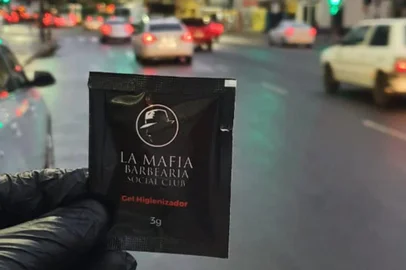 LA MAFIA
BARBEARIA
SOCIAL CLUB
Gel Higienizador
3g